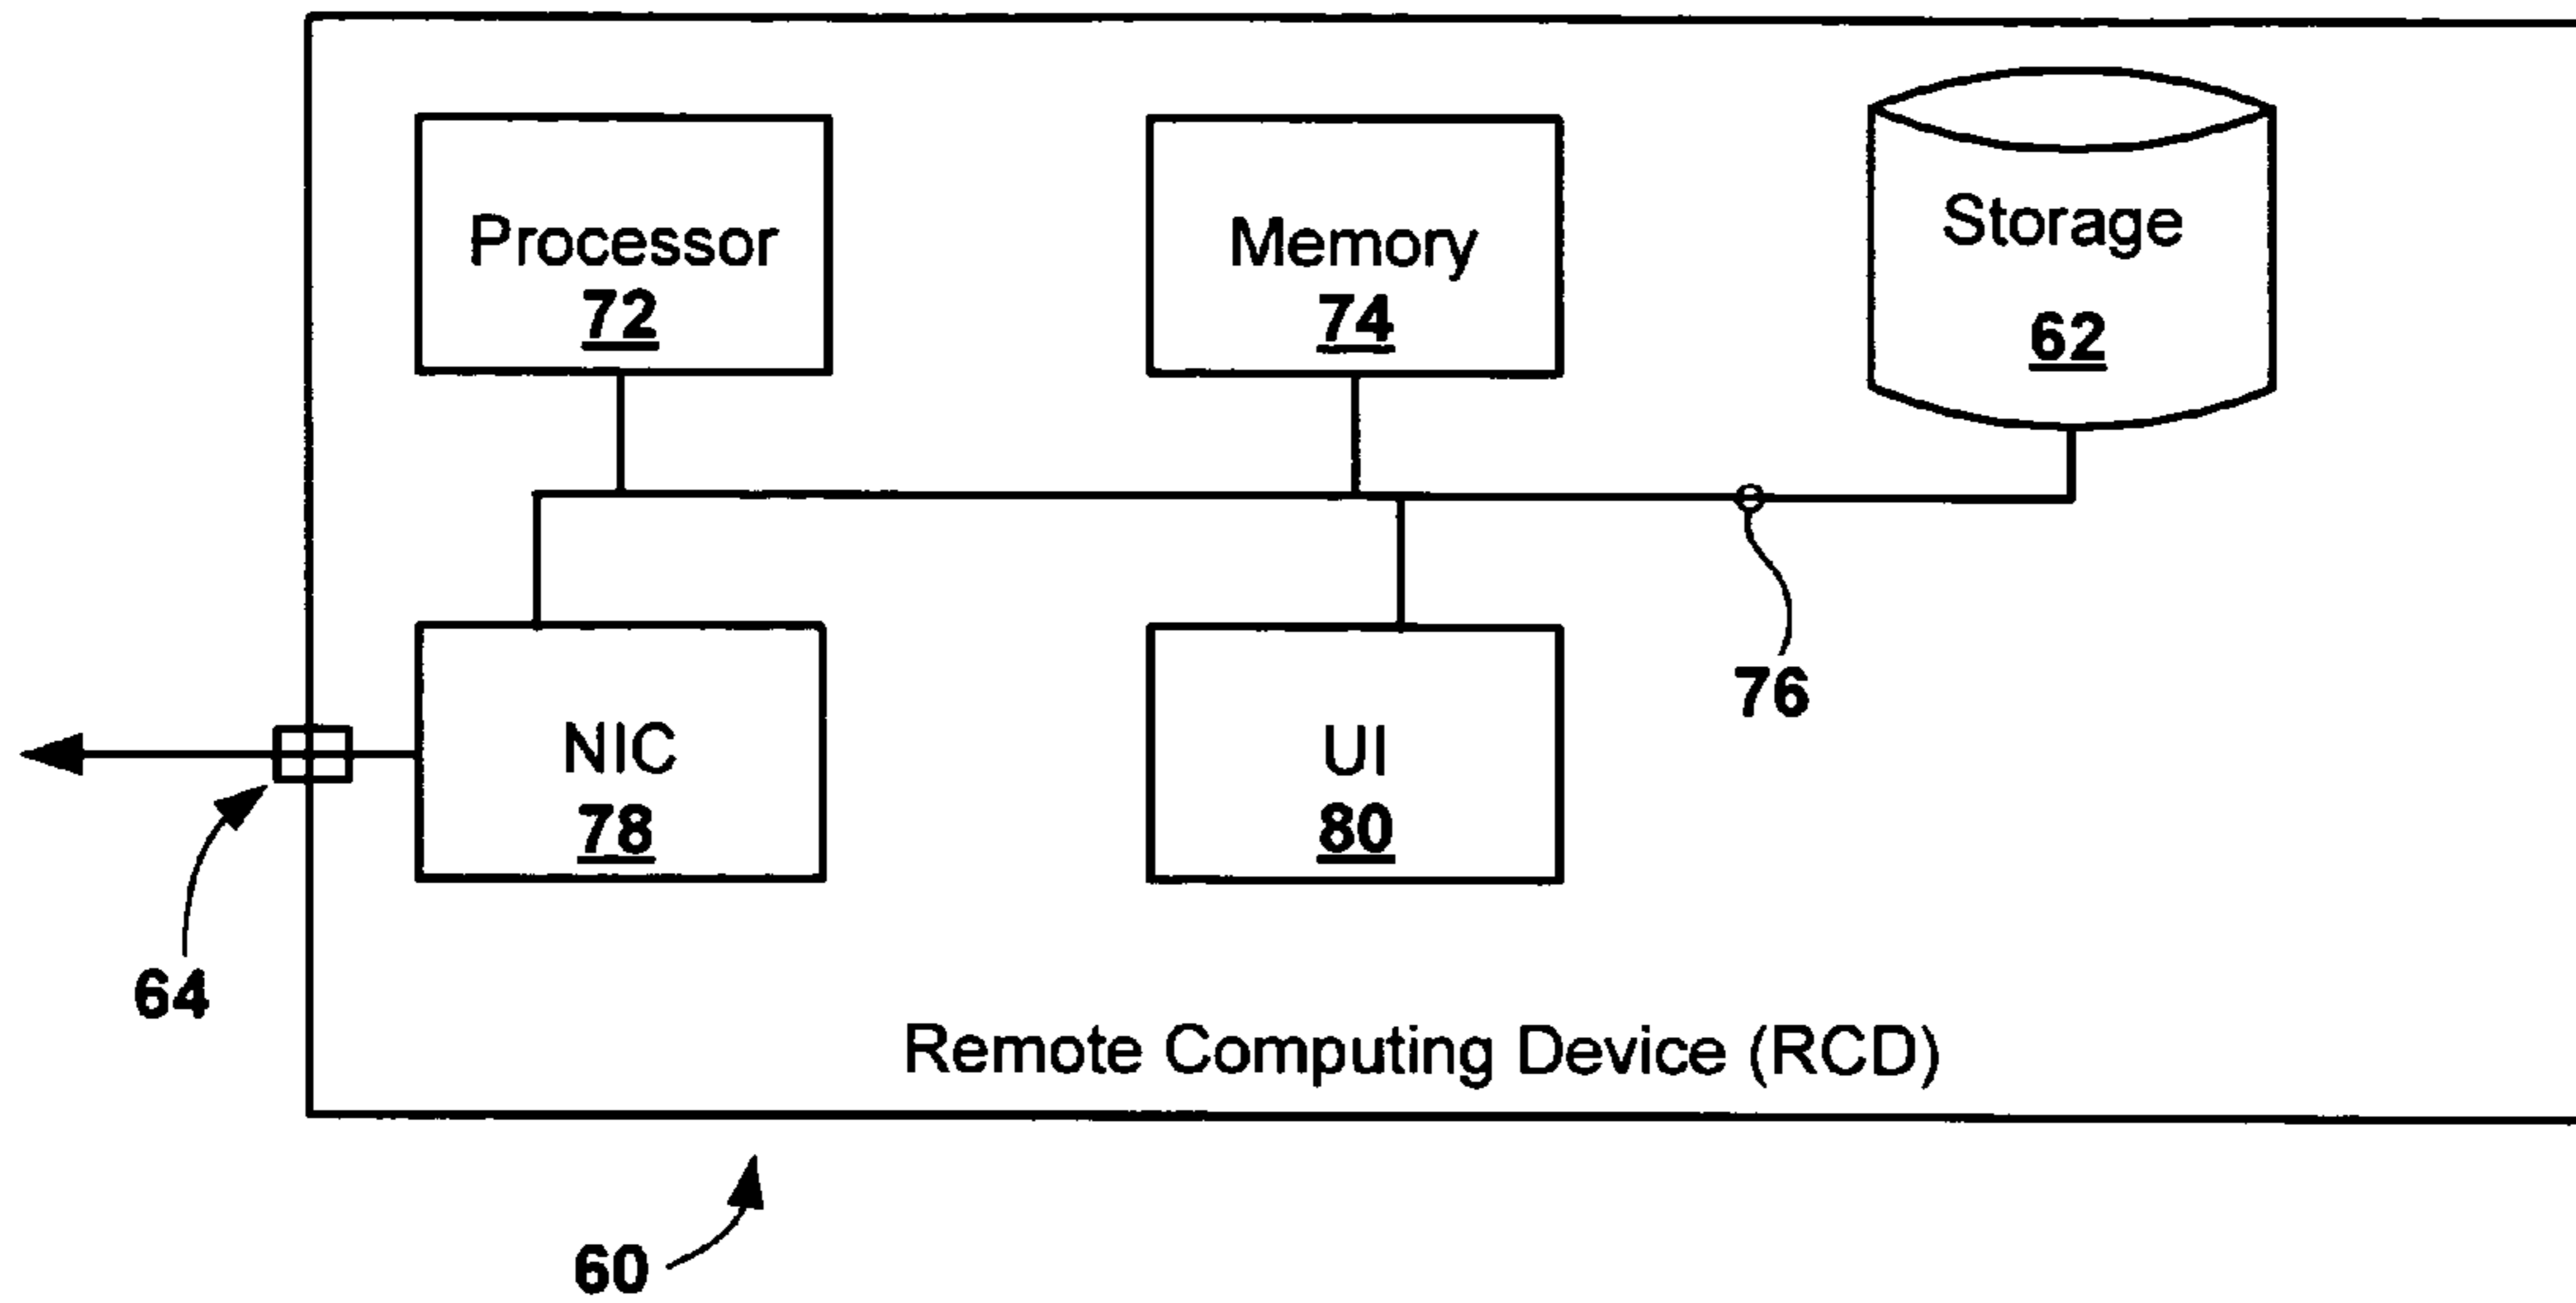 Processor
72
Memory
74
Storage
62
76
NIC
78
UI
80
64
Remote Computing Device (RCD)
60